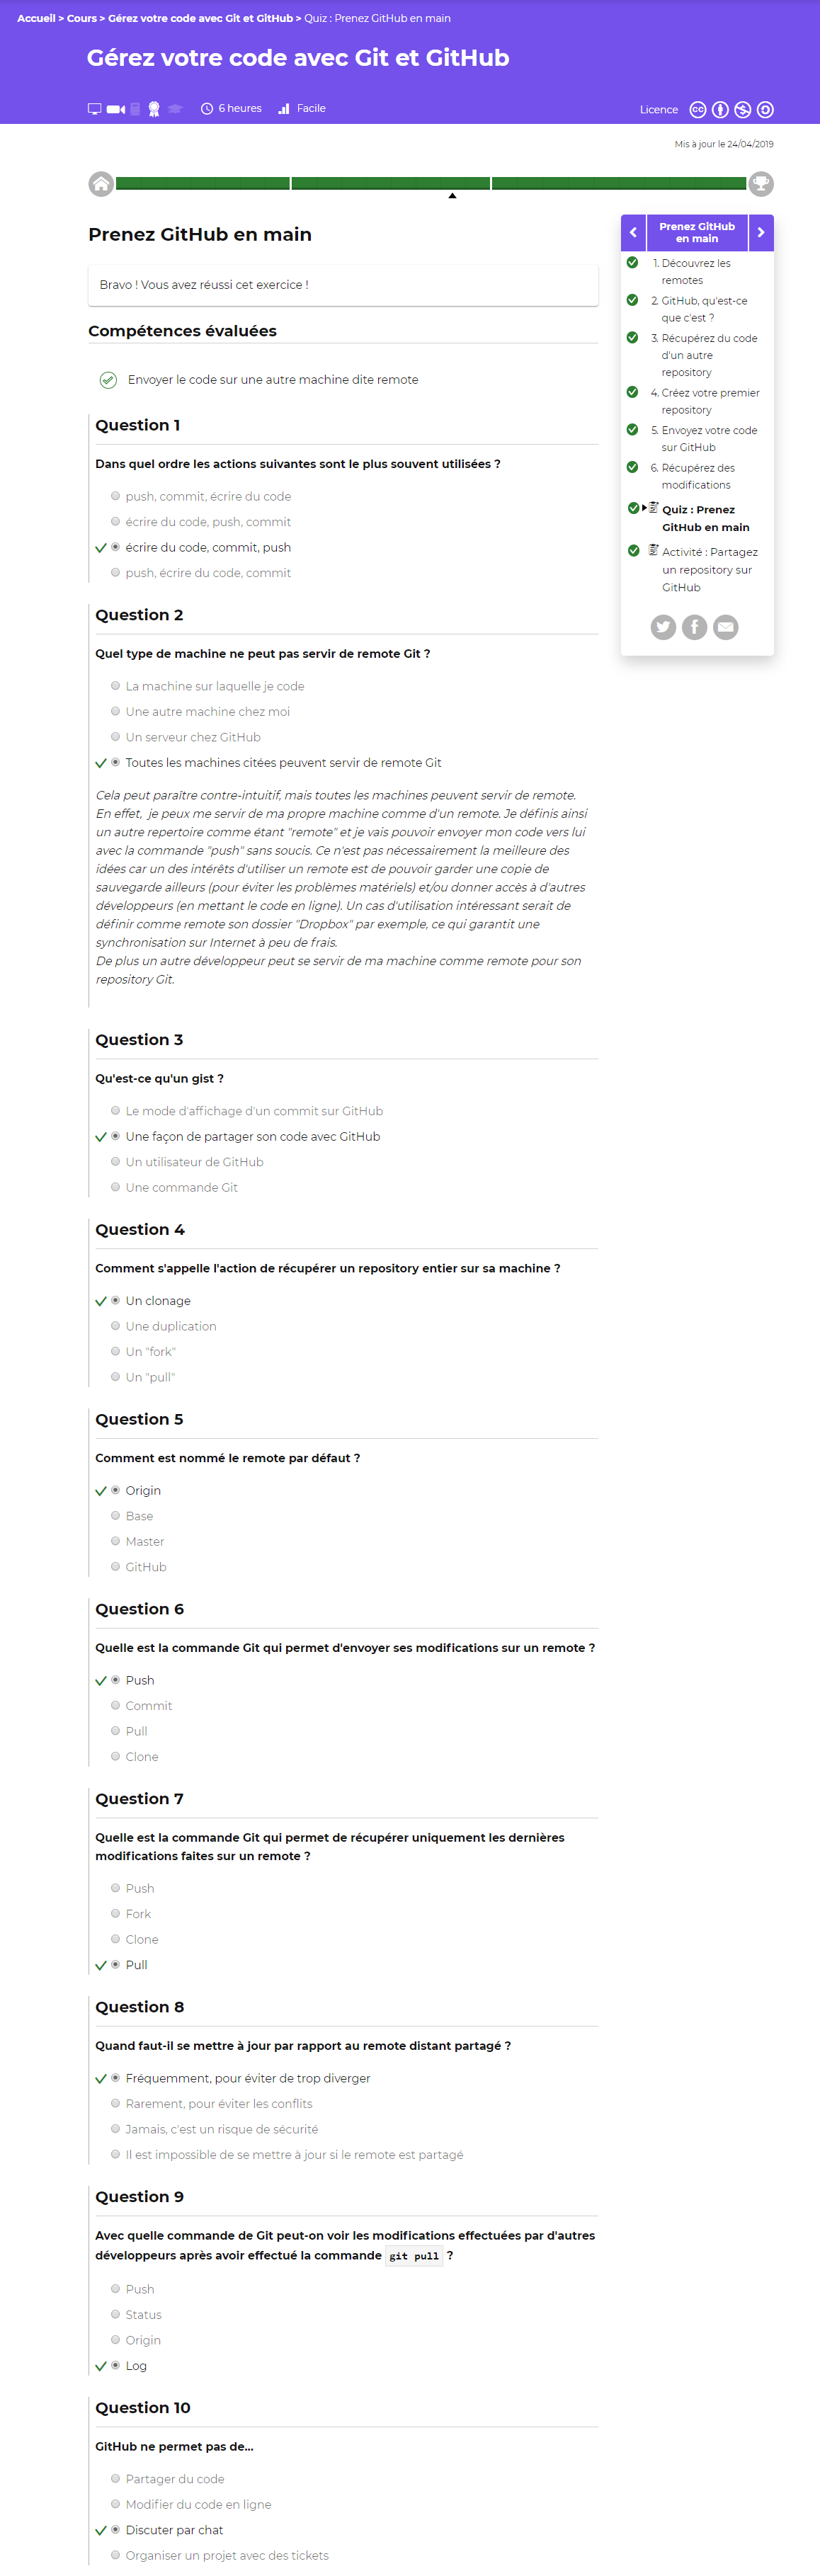 Accueil > Cours > Gérez votre code avec Git et GitHub > Quiz : Prenez GitHub en main
Gérez votre code avec Git et GitHub
6 heures
Facile
Licence
Mis à jour le 24/04/2019
Prenez GitHub en main
Bravo ! Vous avez réussi cet exercice !
Compétences évaluées
Envoyer le code sur une autre machine dite remote
Question 1
Dans quel ordre les actions suivantes sont le plus souvent utilisées ?
push, commit, écrire du code
écrire du code, push, commit
écrire du code, commit, push
push, écrire du code, commit
Question 2
Quel type de machine ne peut pas servir de remote Git ?
La machine sur laquelle je code
Une autre machine chez moi
Un serveur chez GitHub
Toutes les machines citées peuvent servir de remote Git
Cela peut paraître contre-intuitif, mais toutes les machines peuvent servir de remote.
En effet,  je peux me servir de ma propre machine comme d'un remote. Je définis ainsi
un autre repertoire comme étant "remote" et je vais pouvoir envoyer mon code vers lui
avec la commande "push" sans soucis. Ce n'est pas nécessairement la meilleure des
idées car un des intérêts d'utiliser un remote est de pouvoir garder une copie de
sauvegarde ailleurs (pour éviter les problèmes matériels) et/ou donner accès à d'autres
développeurs (en mettant le code en ligne). Un cas d'utilisation intéressant serait de
définir comme remote son dossier "Dropbox" par exemple, ce qui garantit une
synchronisation sur Internet à peu de frais.
De plus un autre développeur peut se servir de ma machine comme remote pour son
repository Git.
Question 3
Qu'est-ce qu'un gist ?
Le mode d'affichage d'un commit sur GitHub
Une façon de partager son code avec GitHub
Un utilisateur de GitHub
Une commande Git
Question 4
Comment s'appelle l'action de récupérer un repository entier sur sa machine ?
Un clonage
Une duplication
Un "fork"
Un "pull"
Question 5
Comment est nommé le remote par défaut ?
Origin
Base
Master
GitHub
Question 6
Quelle est la commande Git qui permet d'envoyer ses modifications sur un remote ?
Push
Commit
Pull
Clone
Question 7
Quelle est la commande Git qui permet de récupérer uniquement les dernières
modifications faites sur un remote ?
Push
Fork
Clone
Pull
Question 8
Quand faut-il se mettre à jour par rapport au remote distant partagé ?
Fréquemment, pour éviter de trop diverger
Rarement, pour éviter les conflits
Jamais, c'est un risque de sécurité
Il est impossible de se mettre à jour si le remote est partagé
Question 9
Avec quelle commande de Git peut-on voir les modifications effectuées par d'autres
développeurs après avoir effectué la commande git pull ?
Push
Status
Origin
Log
Question 10
GitHub ne permet pas de...
Partager du code
Modifier du code en ligne
Discuter par chat
Organiser un projet avec des tickets
Prenez GitHub
en main
1. Découvrez les
remotes
2. GitHub, qu'est-ce
que c'est ?
3. Récupérez du code
d'un autre
repository
4. Créez votre premier
repository
5. Envoyez votre code
sur GitHub
6. Récupérez des
modifications
Quiz : Prenez
GitHub en main
Activité : Partagez
un repository sur
GitHub